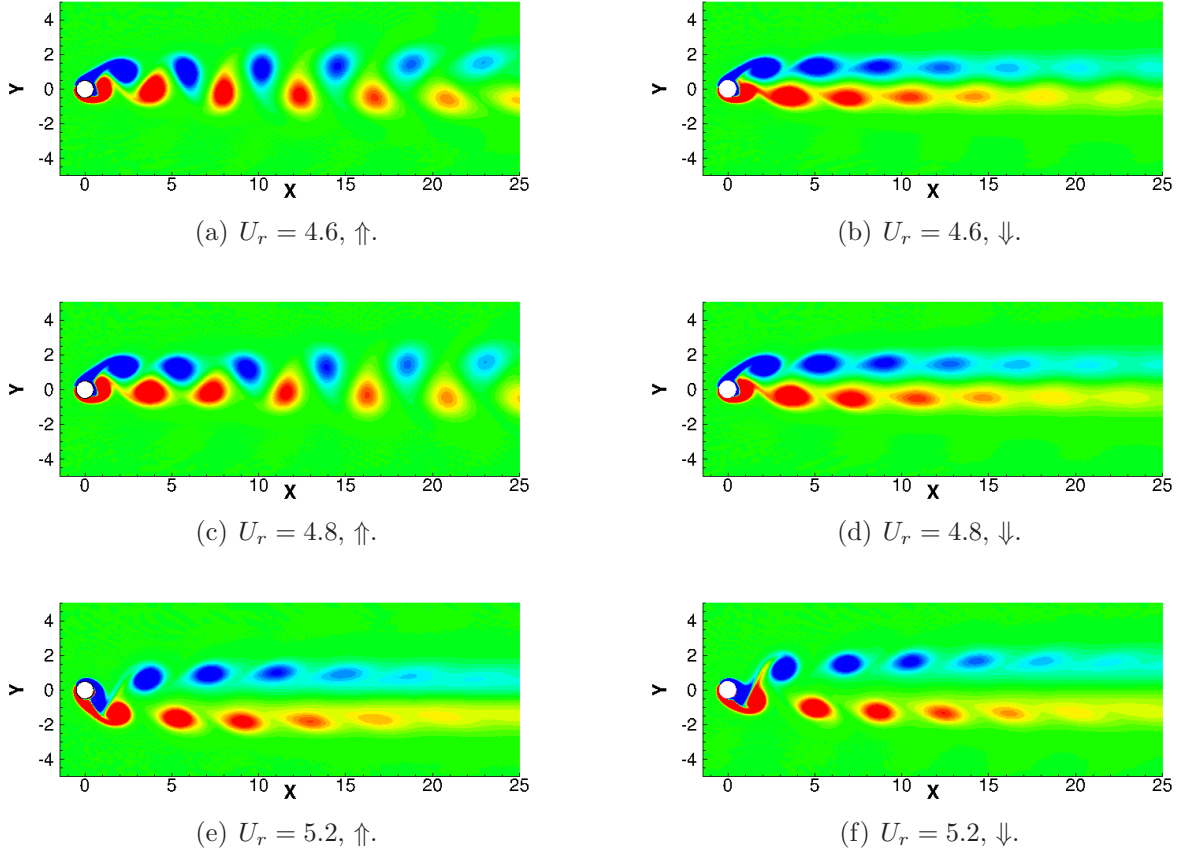 4
2
0
-2
-4
Y
0 5 10 15 20 25
X
(a) $U_r = 4.6$, ⇑.
4
2
0
-2
-4
Y
0 5 10 15 20 25
X
(b) $U_r = 4.6$, ⇓.
4
2
0
-2
-4
Y
0 5 10 15 20 25
X
(c) $U_r = 4.8$, ⇑.
4
2
0
-2
-4
Y
0 5 10 15 20 25
X
(d) $U_r = 4.8$, ⇓.
4
2
0
-2
-4
Y
0 5 10 15 20 25
X
(e) $U_r = 5.2$, ⇑.
4
2
0
-2
-4
Y
0 5 10 15 20 25
X
(f) $U_r = 5.2$, ⇓.